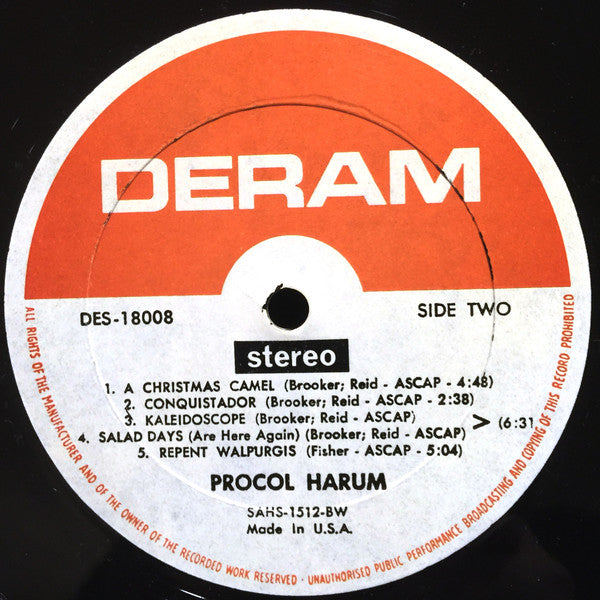 DERAM
DES-18008
SIDE TWO
stereo
1. A CHRISTMAS CAMEL (Brooker; Reid - ASCAP - 4:48)
2. CONQUISTADOR (Brooker; Reid - ASCAP - 2:38)
3. KALEIDOSCOPE (Brooker; Reid - ASCAP)
> (6:31
4. SALAD DAYS (Are Here Again) (Brooker; Reid - ASCAP)
5. REPENT WALPURGIS (Fisher - ASCAP - 5:04)
PROCOL HARUM
SAHS-1512-BW
Made In U.S.A.
ALL RIGHTS OF THE MANUFACTURER AND OF THE OWNER OF THE RECORDED WORK RESERVED · UNAUTHORISED PUBLIC PERFORMANCE BROADCASTING AND COPYING OF THIS RECORD PROHIBITED